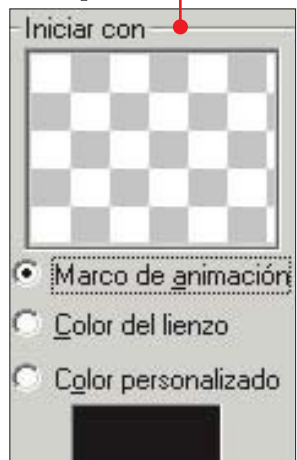 Iniciar con
Marco de animación
Color del lienzo
Color personalizado